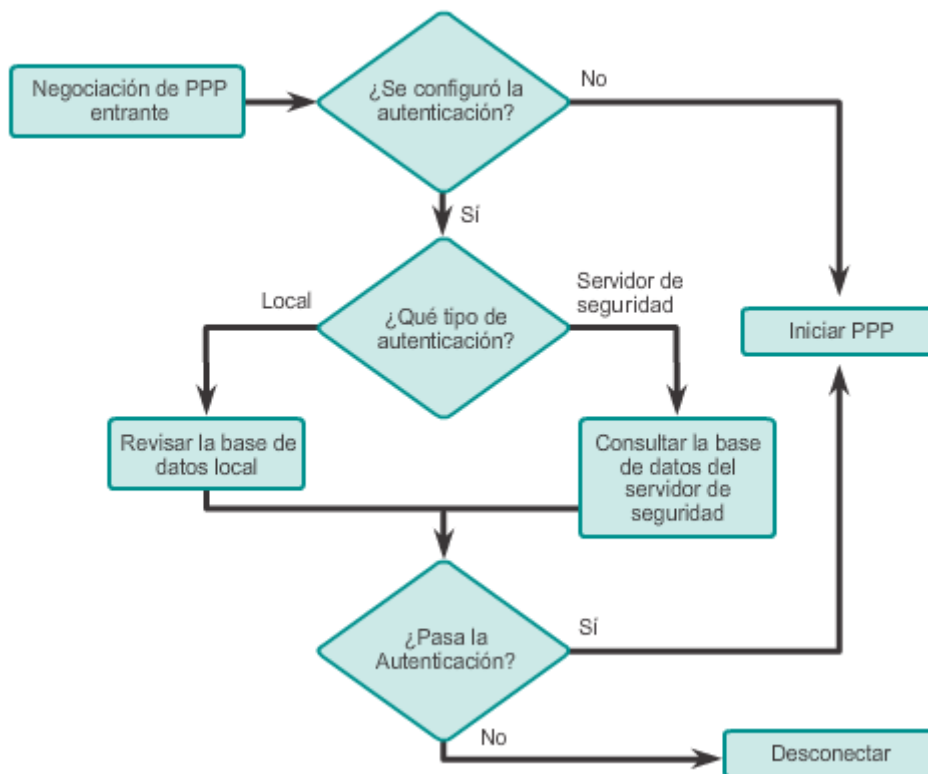 Negociación de PPP
entrante
¿Se configuró la
autenticación?
No
Sí
Local
¿Qué tipo de
autenticación?
Servidor de
seguridad
Iniciar PPP
Revisar la base de
datos local
Consultar la base
de datos del
servidor de
seguridad
¿Pasa la
Autenticación?
Sí
No
Desconectar